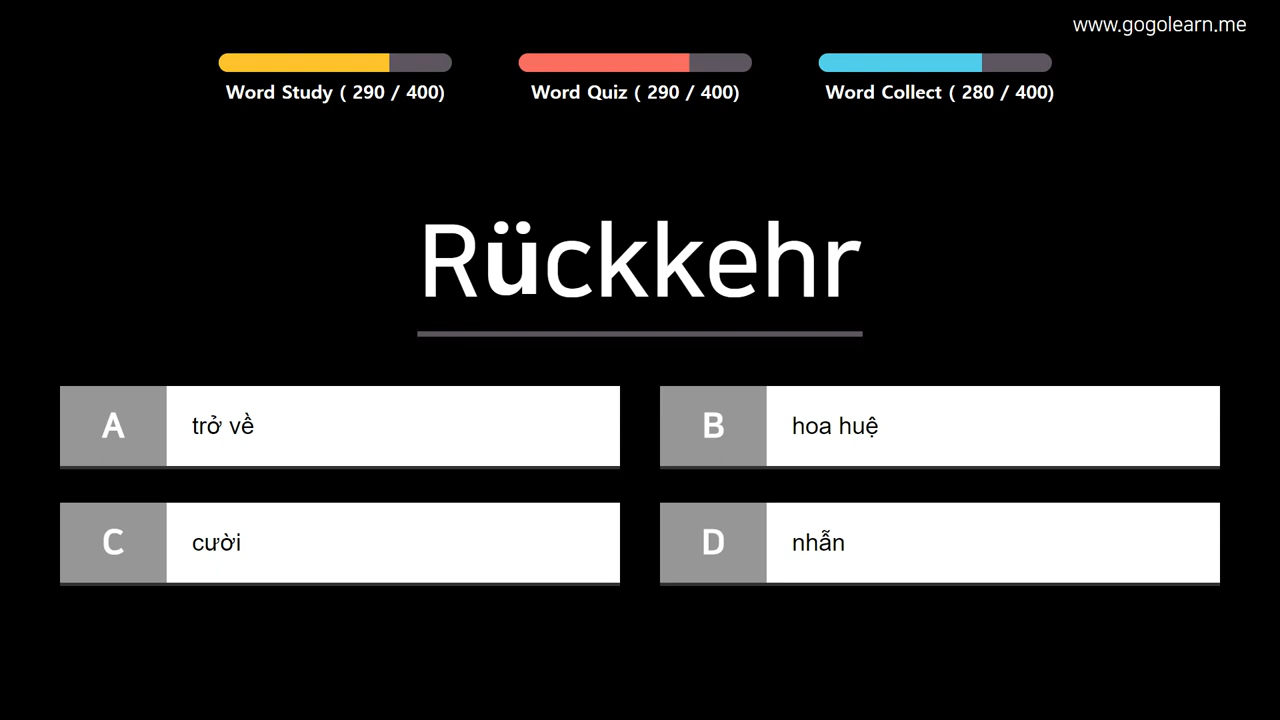 www.gogolearn.me
Word Study ( 290 / 400)
Word Quiz ( 290 / 400)
Word Collect ( 280 / 400)
Rückkehr
A trở về
B hoa huệ
C cười
D nhẫn